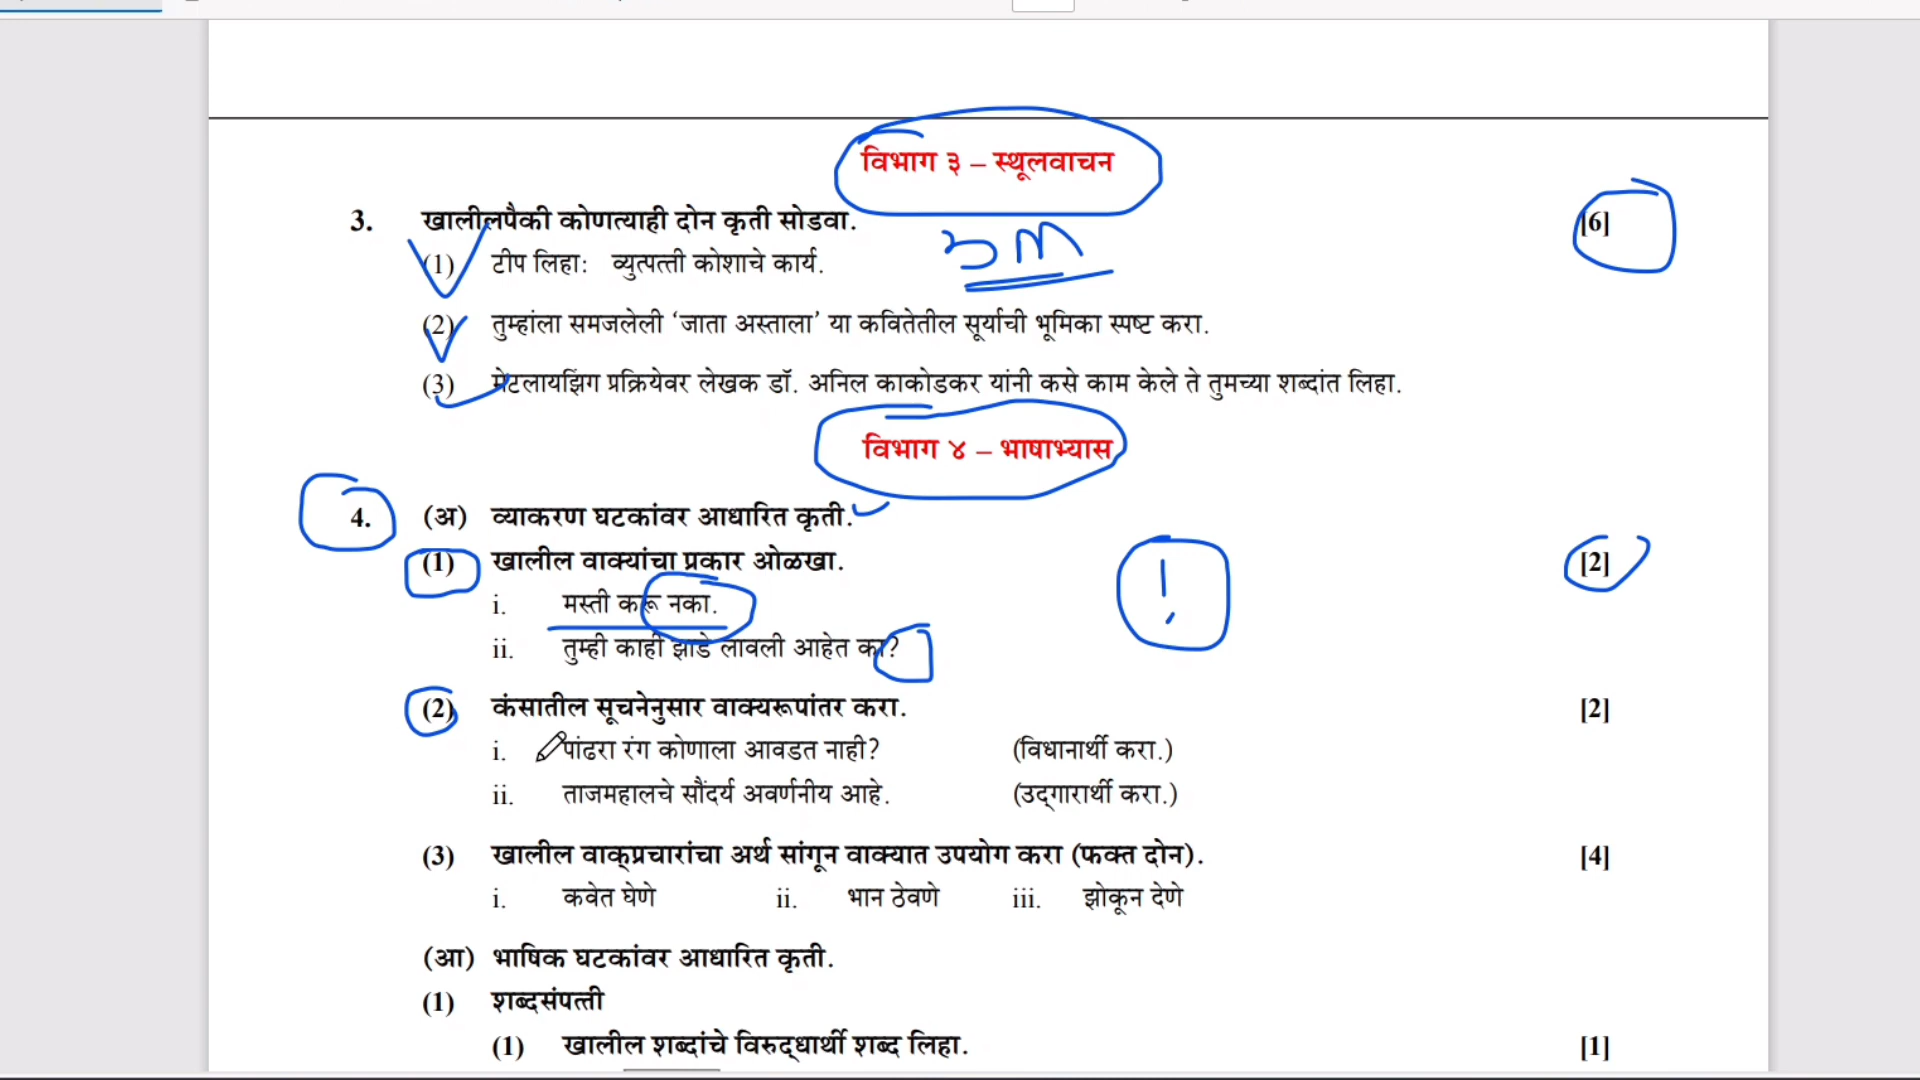 विभाग ३ – स्थूलवाचन
3. खालीलपैकी कोणत्याही दोन कृती सोडवा. [6]
(1) टीप लिहाः व्युत्पत्ती कोशाचे कार्य.
3M
(2) तुम्हांला समजलेली ‘जाता अस्ताला’ या कवितेतील सूर्याची भूमिका स्पष्ट करा.
(3) मेटलायझिंग प्रक्रियेवर लेखक डॉ. अनिल काकोडकर यांनी कसे काम केले ते तुमच्या शब्दांत लिहा.
विभाग ४ – भाषाभ्यास
4. (अ) व्याकरण घटकांवर आधारित कृती.
(1) खालील वाक्यांचा प्रकार ओळखा. [2]
!
i. मस्ती करू नका.
ii. तुम्ही काही झाडे लावली आहेत का?
(2) कंसातील सूचनेनुसार वाक्यरूपांतर करा. [2]
i. पांढरा रंग कोणाला आवडत नाही? (विधानार्थी करा.)
ii. ताजमहालचे सौंदर्य अवर्णनीय आहे. (उद्‌गारार्थी करा.)
(3) खालील वाक्‌प्रचारांचा अर्थ सांगून वाक्यात उपयोग करा (फक्त दोन). [4]
i. कवेत घेणे ii. भान ठेवणे iii. झोकून देणे
(आ) भाषिक घटकांवर आधारित कृती.
(1) शब्दसंपत्ती
(1) खालील शब्दांचे विरुद्धार्थी शब्द लिहा. [1]